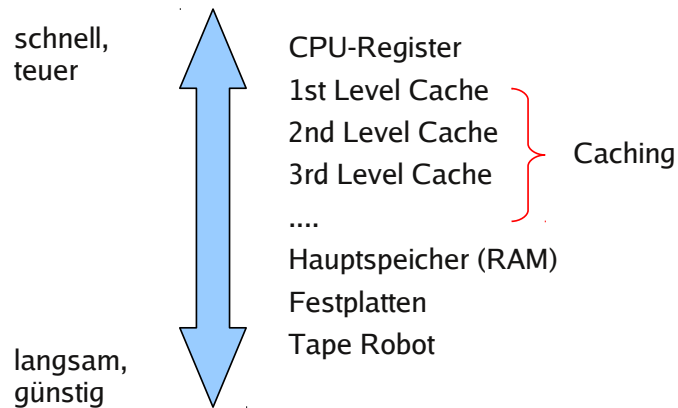 schnell,
teuer
CPU-Register
1st Level Cache
2nd Level Cache
3rd Level Cache
....
Hauptspeicher (RAM)
Festplatten
Tape Robot
Caching
langsam,
günstig